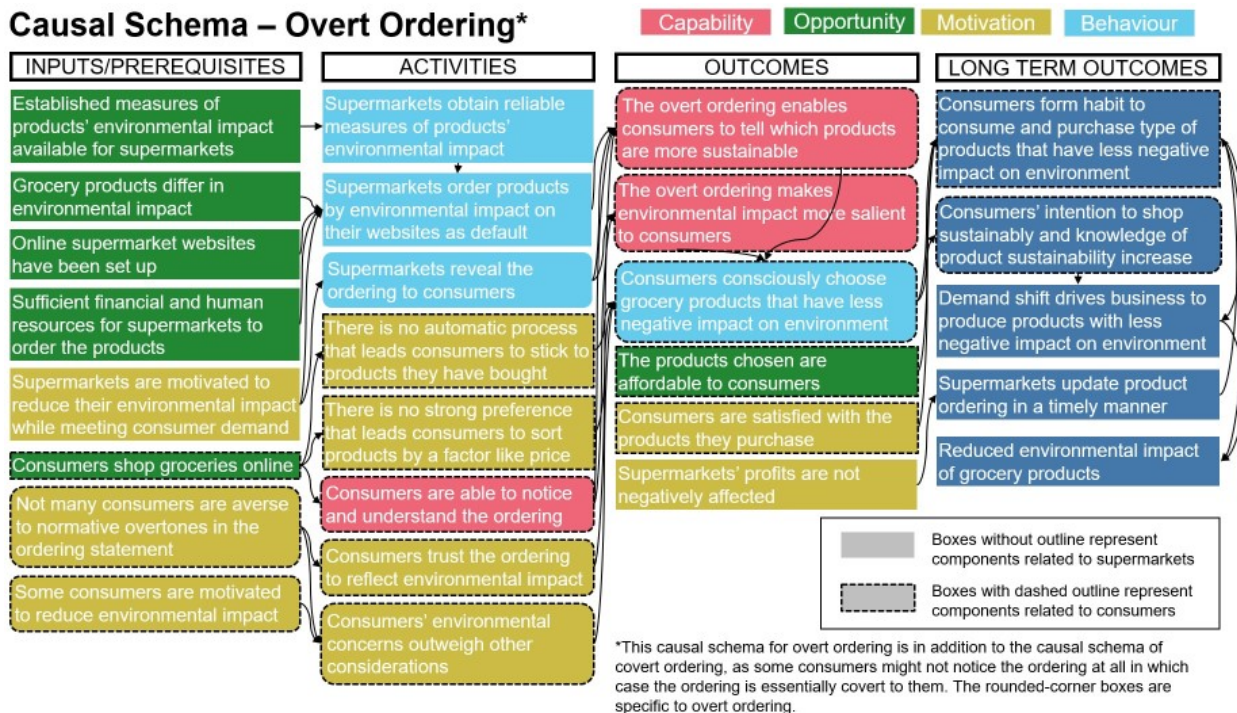 Causal Schema – Overt Ordering*
Capability
Opportunity
Motivation
Behaviour
INPUTS/PREREQUISITES
Established measures of
products’ environmental impact
available for supermarkets
Grocery products differ in
environmental impact
Online supermarket websites
have been set up
Sufficient financial and human
resources for supermarkets to
order the products
Supermarkets are motivated to
reduce their environmental impact
while meeting consumer demand
Consumers shop groceries online
Not many consumers are averse
to normative overtones in the
ordering statement
Some consumers are motivated
to reduce environmental impact
ACTIVITIES
Supermarkets obtain reliable
measures of products’
environmental impact
Supermarkets order products
by environmental impact on
their websites as default
Supermarkets reveal the
ordering to consumers
There is no automatic process
that leads consumers to stick to
products they have bought
There is no strong preference
that leads consumers to sort
products by a factor like price
Consumers are able to notice
and understand the ordering
Consumers trust the ordering
to reflect environmental impact
Consumers’ environmental
concerns outweigh other
considerations
OUTCOMES
The overt ordering enables
consumers to tell which products
are more sustainable
The overt ordering makes
environmental impact more salient
to consumers
Consumers consciously choose
grocery products that have less
negative impact on environment
The products chosen are
affordable to consumers
Consumers are satisfied with the
products they purchase
Supermarkets’ profits are not
negatively affected
LONG TERM OUTCOMES
Consumers form habit to
consume and purchase type of
products that have less negative
impact on environment
Consumers’ intention to shop
sustainably and knowledge of
product sustainability increase
Demand shift drives business to
produce products with less
negative impact on environment
Supermarkets update product
ordering in a timely manner
Reduced environmental impact
of grocery products
Boxes without outline represent
components related to supermarkets
Boxes with dashed outline represent
components related to consumers
*This causal schema for overt ordering is in addition to the causal schema of
covert ordering, as some consumers might not notice the ordering at all in which
case the ordering is essentially covert to them. The rounded-corner boxes are
specific to overt ordering.